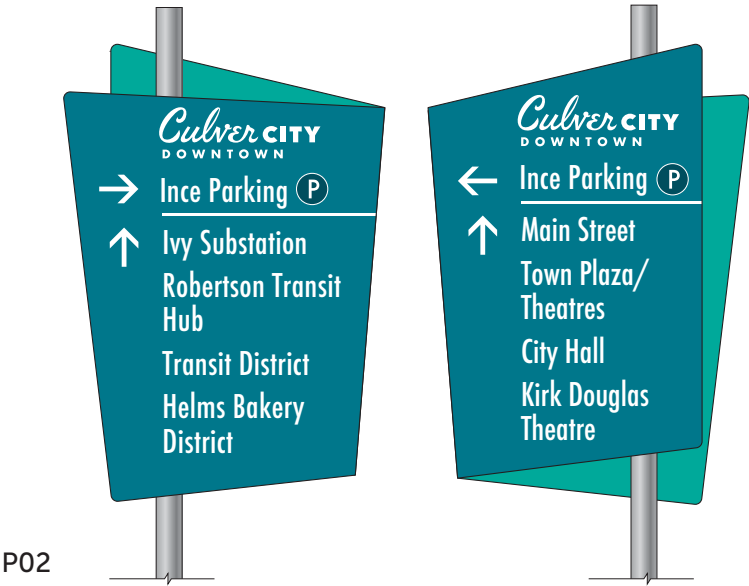 Culver CITY
DOWNTOWN
Ince Parking P
Ivy Substation
Robertson Transit
Hub
Transit District
Helms Bakery
District
Culver CITY
DOWNTOWN
Ince Parking P
Main Street
Town Plaza/
Theatres
City Hall
Kirk Douglas
Theatre
P02